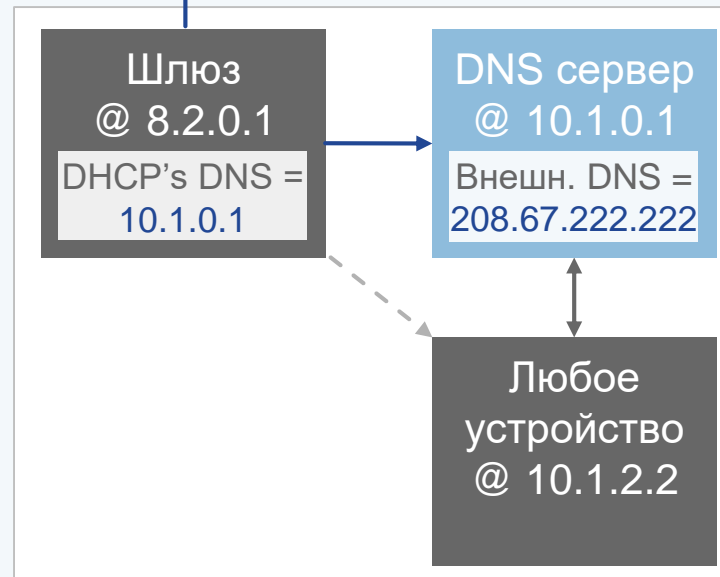 Шлюз
@ 8.2.0.1
DHCP's DNS =
10.1.0.1
DNS сервер
@ 10.1.0.1
Внешн. DNS =
208.67.222.222
Любое
устройство
@ 10.1.2.2